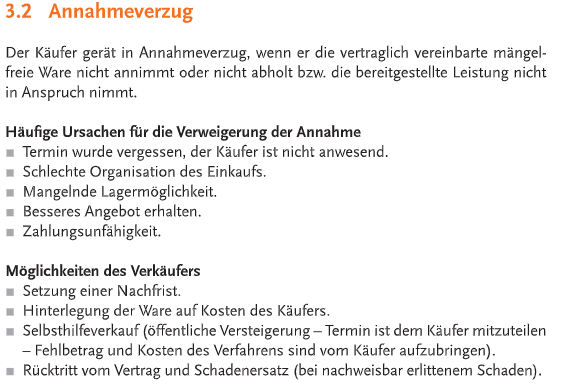 3.2 Annahmeverzug
Der Käufer gerät in Annahmeverzug, wenn er die vertraglich vereinbarte mängel-
freie Ware nicht annimmt oder nicht abholt bzw. die bereitgestellte Leistung nicht
in Anspruch nimmt.
Häufige Ursachen für die Verweigerung der Annahme
■ Termin wurde vergessen, der Käufer ist nicht anwesend.
■ Schlechte Organisation des Einkaufs.
■ Mangelnde Lagermöglichkeit.
■ Besseres Angebot erhalten.
■ Zahlungsunfähigkeit.
Möglichkeiten des Verkäufers
■ Setzung einer Nachfrist.
■ Hinterlegung der Ware auf Kosten des Käufers.
■ Selbsthilfeverkauf (öffentliche Versteigerung – Termin ist dem Käufer mitzuteilen
– Fehlbetrag und Kosten des Verfahrens sind vom Käufer aufzubringen).
■ Rücktritt vom Vertrag und Schadenersatz (bei nachweisbar erlittenem Schaden).